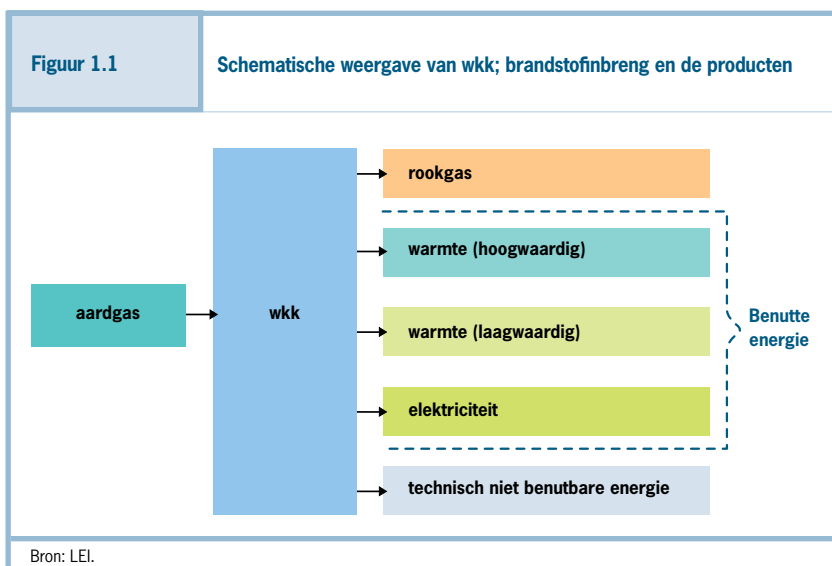 Figuur 1.1
Schematische weergave van wkk; brandstofinbreng en de producten
rookgas
warmte (hoogwaardig)
aardgas
wkk
warmte (laagwaardig)
Benutte
energie
elektriciteit
technisch niet benutbare energie
Bron: LEI.